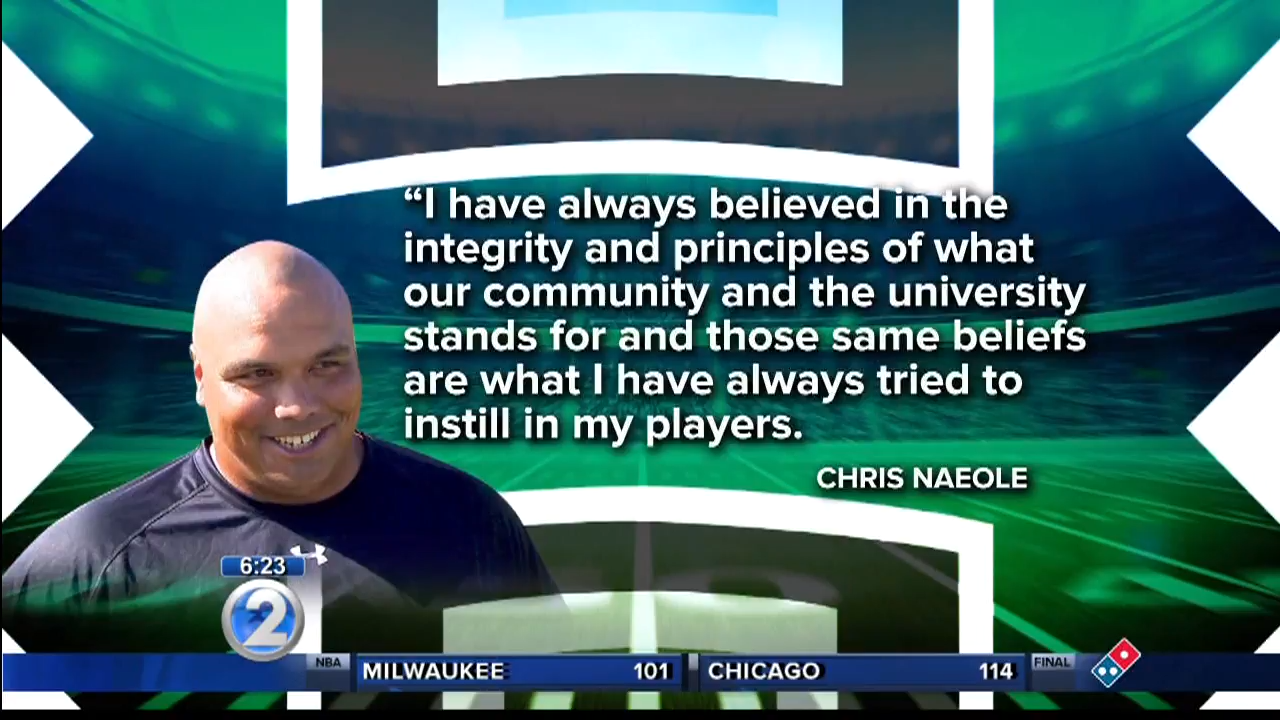 “I have always believed in the
integrity and principles of what
our community and the university
stands for and those same beliefs
are what I have always tried to
instill in my players.
CHRIS NAEOLE
6:23
2
NBA MILWAUKEE 101 CHICAGO 114 FINAL